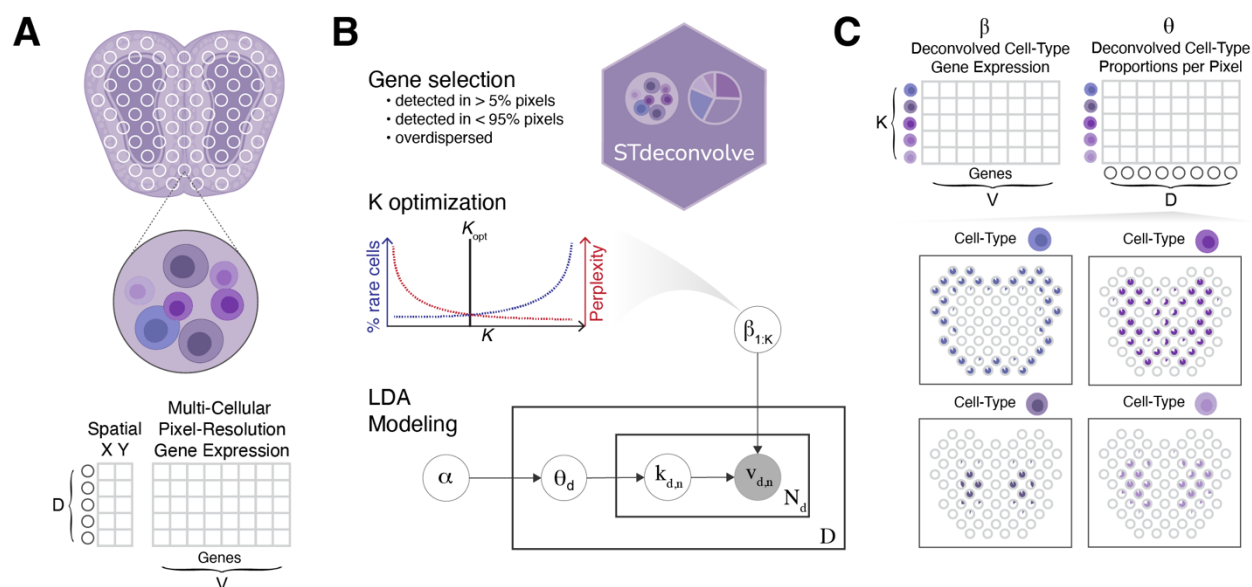 A
Spatial
X Y
Multi-Cellular
Pixel-Resolution
Gene Expression
D
Genes
V
B
Gene selection
• detected in > 5% pixels
• detected in < 95% pixels
• overdispersed
STdeconvolve
K optimization
K opt
% rare cells
Perplexity
K
β 1:K
LDA
Modeling
α
θ d
k d,n
v d,n
N d
D
C
β
Deconvolved Cell-Type
Gene Expression
K
Genes
V
θ
Deconvolved Cell-Type
Proportions per Pixel
D
Cell-Type
Cell-Type
Cell-Type
Cell-Type